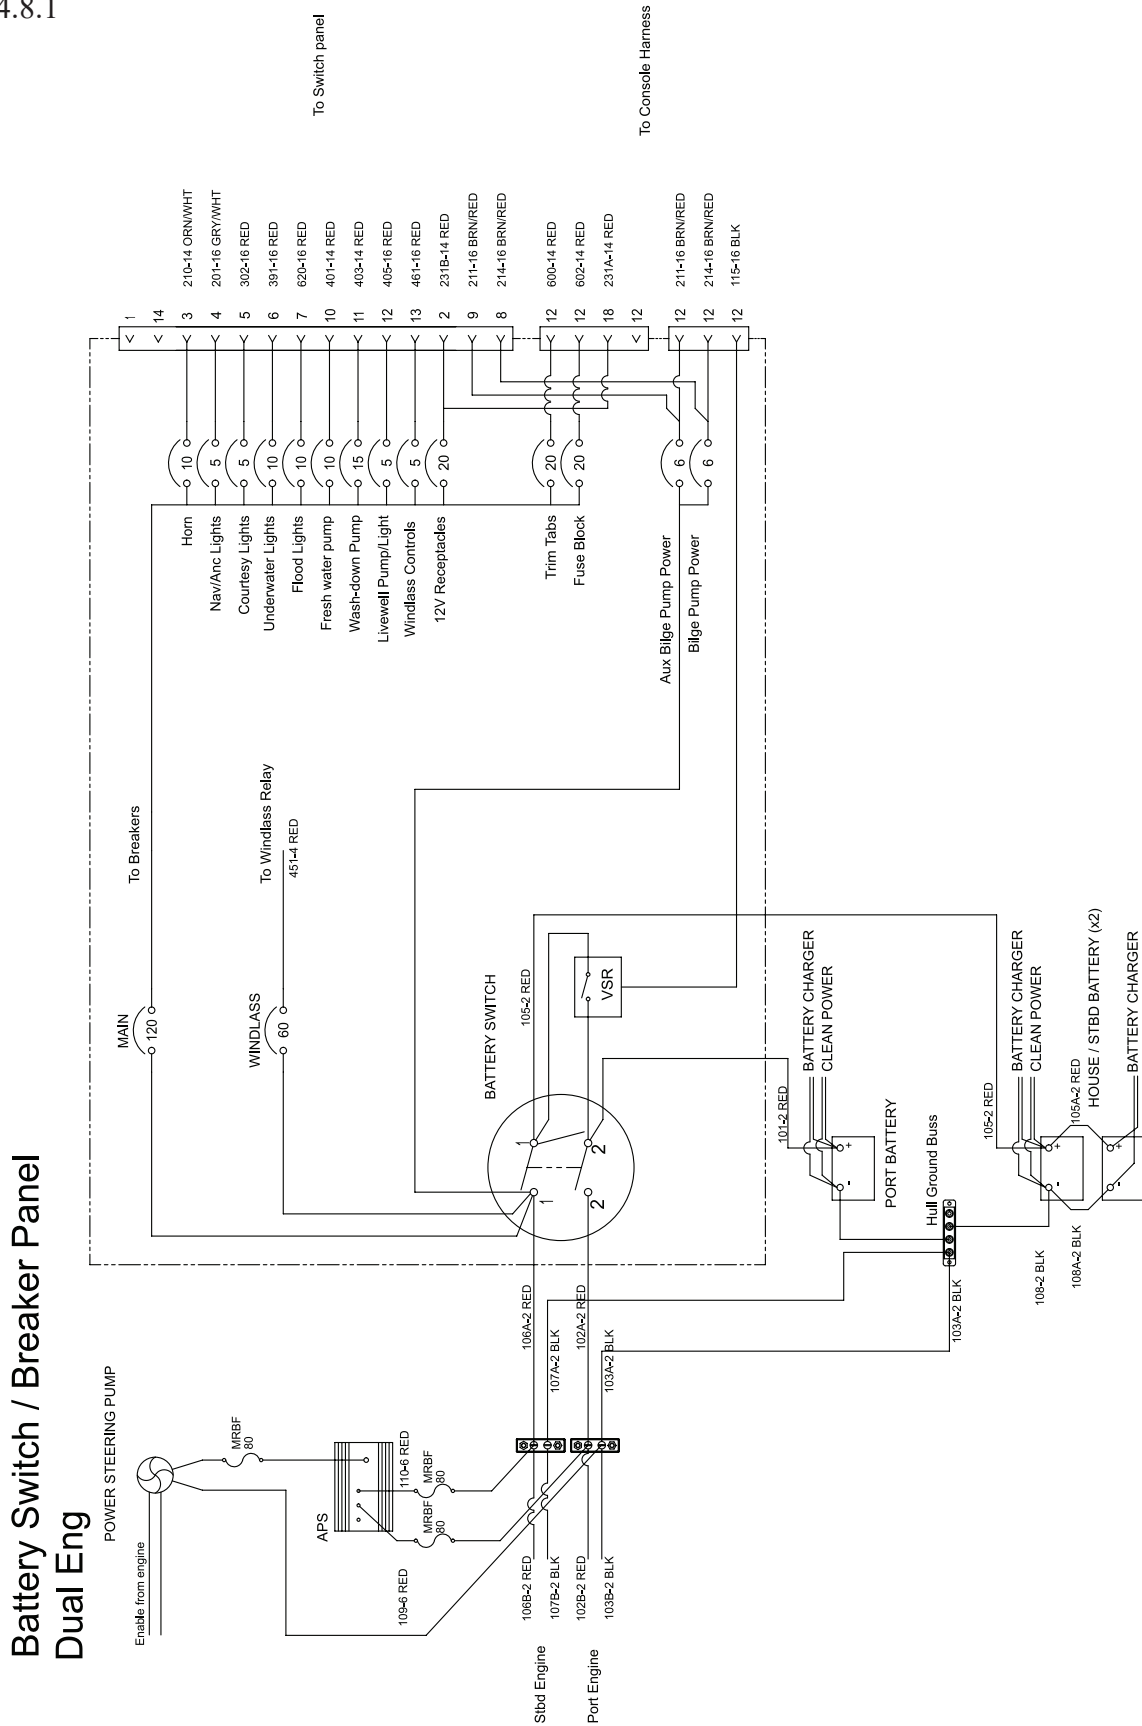 4.8.1
Battery Switch / Breaker Panel
Dual Eng
POWER STEERING PUMP
Enable from engine
MRBF
80
APS
110-6 RED
MRBF
80
MRBF
80
109-6 RED
106B-2 RED
107B-2 BLK
102B-2 RED
103B-2 BLK
Stbd Engine
Port Engine
106A-2 RED
107A-2 BLK
102A-2 RED
103A-2 BLK
103A-2 BLK
MAIN
120
To Breakers
WINDLASS
60
To Windlass Relay
451-4 RED
BATTERY SWITCH
1
1
2
2
105-2 RED
VSR
101-2 RED
BATTERY CHARGER
CLEAN POWER
+
-
PORT BATTERY
Hull Ground Buss
105-2 RED
BATTERY CHARGER
CLEAN POWER
105A-2 RED
HOUSE / STBD BATTERY (x2)
+
-
108-2 BLK
108A-2 BLK
BATTERY CHARGER
+
-
Horn
Nav/Anc Lights
Courtesy Lights
Underwater Lights
Flood Lights
Fresh water pump
Wash-down Pump
Livewell Pump/Light
Windlass Controls
12V Receptacles
Trim Tabs
Fuse Block
Aux Bilge Pump Power
Bilge Pump Power
10
5
5
10
10
10
15
5
5
20
20
20
6
6
1
14
3
4
5
6
7
10
11
12
13
2
9
8
12
12
18
12
12
12
12
210-14 ORN/WHT
201-16 GRY/WHT
302-16 RED
391-16 RED
620-16 RED
401-14 RED
403-14 RED
405-16 RED
461-16 RED
231B-14 RED
211-16 BRN/RED
214-16 BRN/RED
600-14 RED
602-14 RED
231A-14 RED
211-16 BRN/RED
214-16 BRN/RED
115-16 BLK
To Switch panel
To Console Harness